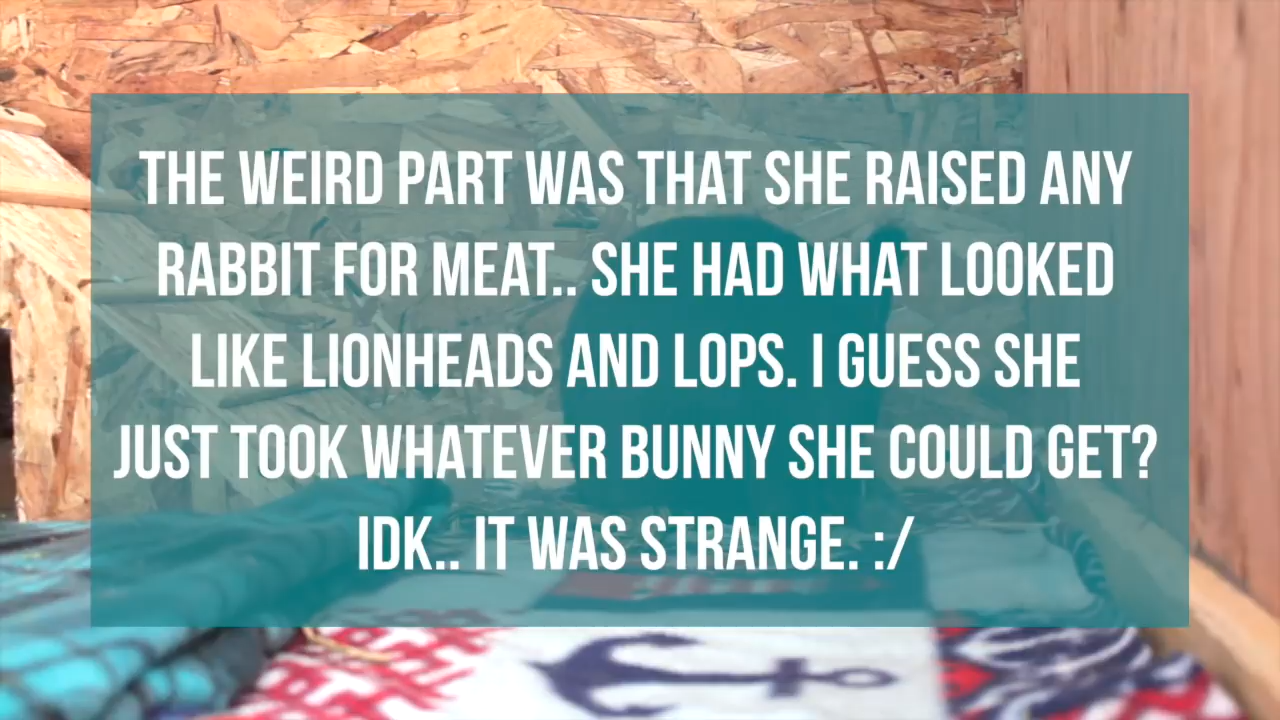 THE WEIRD PART WAS THAT SHE RAISED ANY
RABBIT FOR MEAT.. SHE HAD WHAT LOOKED
LIKE LIONHEADS AND LOPS. I GUESS SHE
JUST TOOK WHATEVER BUNNY SHE COULD GET?
IDK.. IT WAS STRANGE. :/